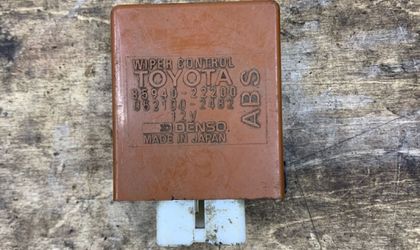 WIPER CONTROL
TOYOTA
85940-22200
12V
DENSO
MADE IN JAPAN
ABS